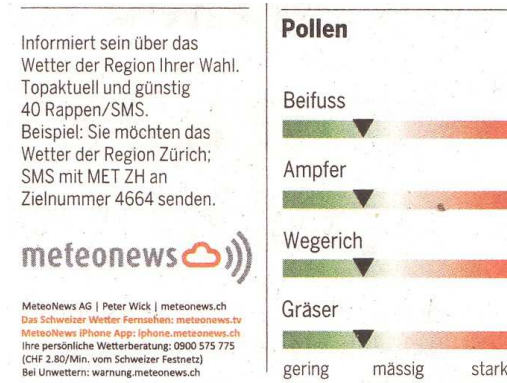 Informiert sein über das
Wetter der Region Ihrer Wahl.
Topaktuell und günstig
40 Rappen/SMS.
Beispiel: Sie möchten das
Wetter der Region Zürich;
SMS mit MET ZH an
Zielnummer 4664 senden.
meteonews
MeteoNews AG | Peter Wick | meteonews.ch
Das Schweizer Wetter Fernsehen: meteonews.tv
MeteoNews iPhone App: iphone.meteonews.ch
Ihre persönliche Wetterberatung: 0900 575 775
(CHF 2.80/Min. vom Schweizer Festnetz)
Bei Unwettern: warnung.meteonews.ch
Pollen
Beifuss
Ampfer
Wegerich
Gräser
gering mässig stark